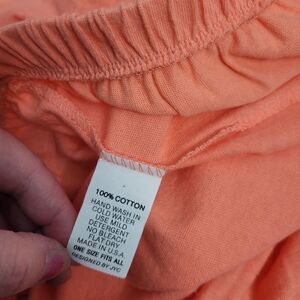 100% COTTON
HAND WASH IN
COLD WATER
USE MILD
DETERGENT
NO BLEACH
FLAT DRY
MADE IN U.S.A.
ONE SIZE FITS ALL
DESIGNED BY JYC